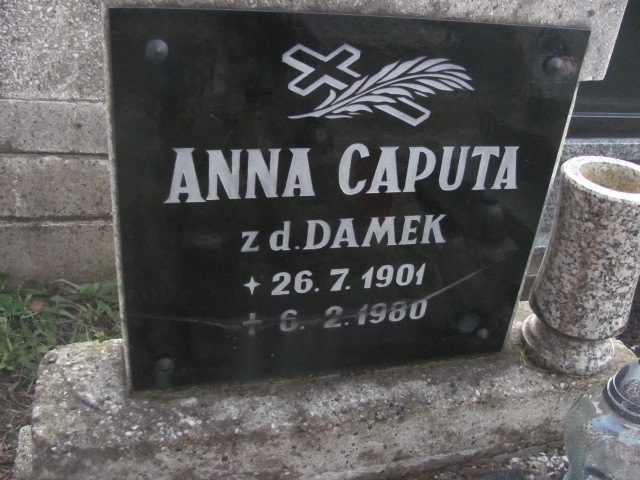 ANNA CAPUTA
z d. DAMEK
✦ 26. 7. 1901
✝ 6. 2. 1980